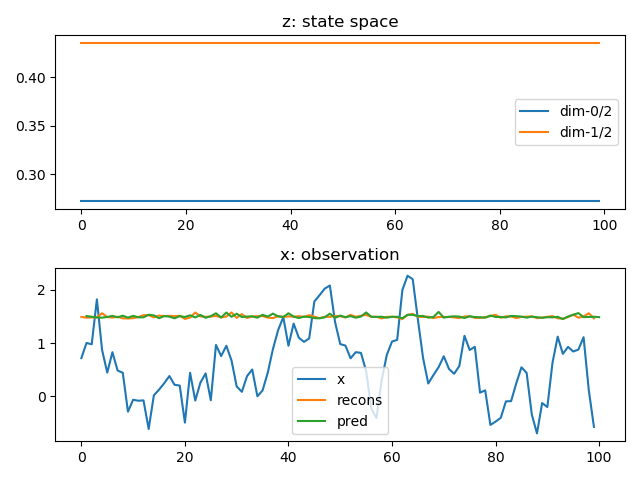 z: state space
0.40
0.35
0.30
dim-0/2
dim-1/2
0 20 40 60 80 100
x: observation
2
1
0
x
recons
pred
0 20 40 60 80 100